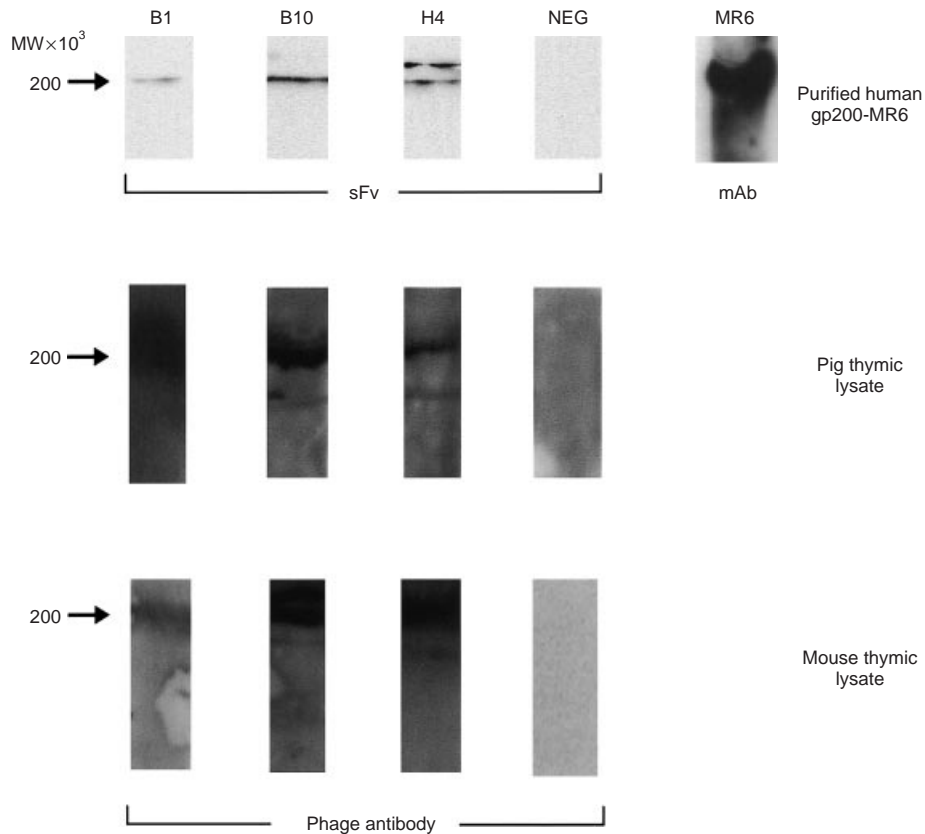 B1 B10 H4 NEG MR6
MW×10³
200
Purified human
gp200-MR6
sFv mAb
200
Pig thymic
lysate
200
Mouse thymic
lysate
Phage antibody